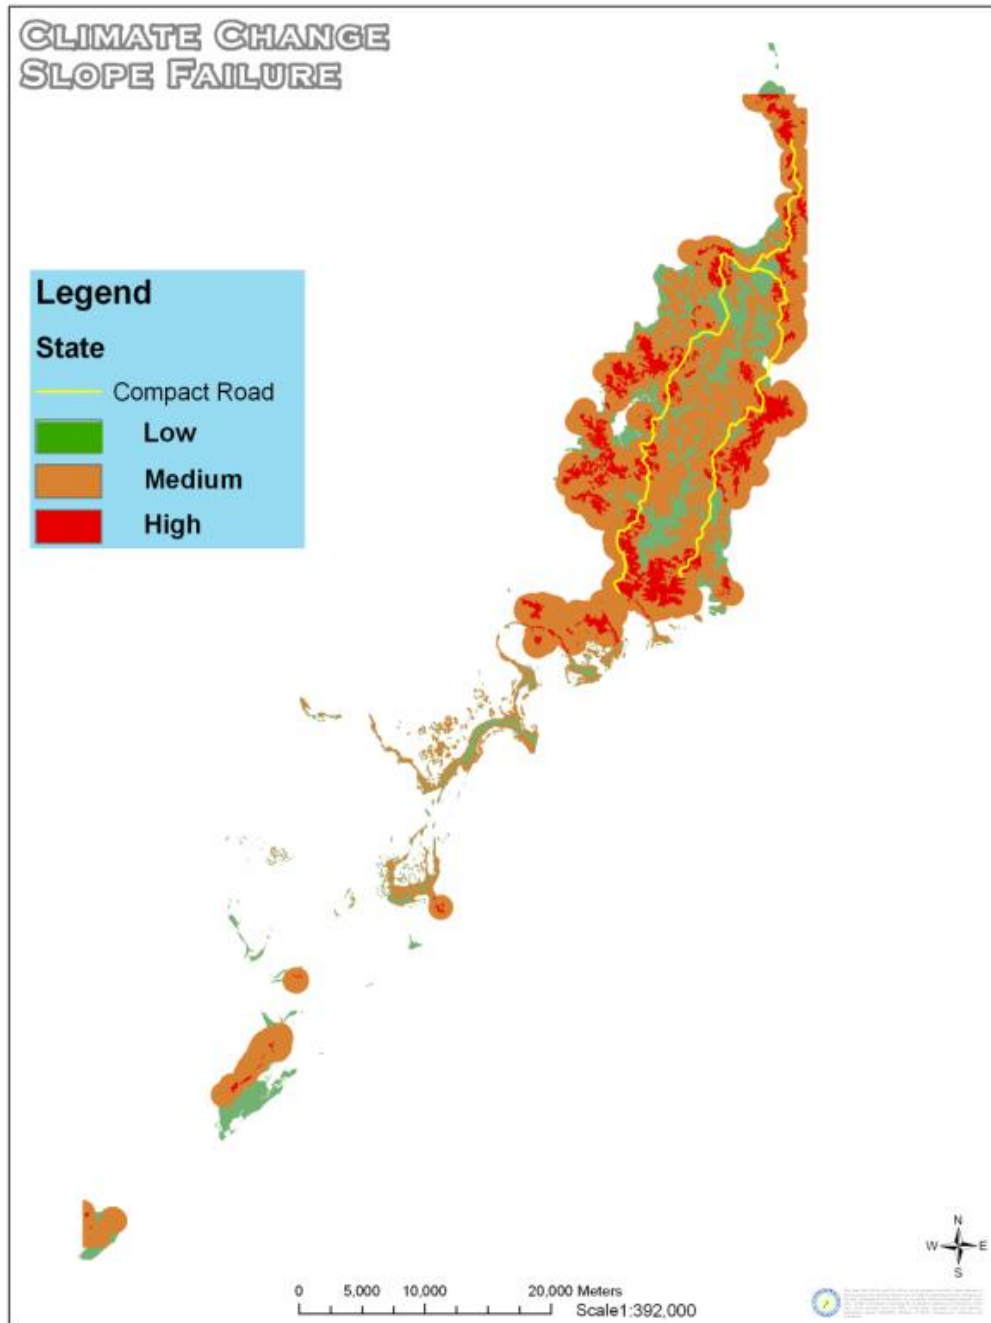 CLIMATE CHANGE
SLOPE FAILURE
Legend
State
Compact Road
Low
Medium
High
N
W E
S
0 5,000 10,000 20,000 Meters
Scale1:392,000